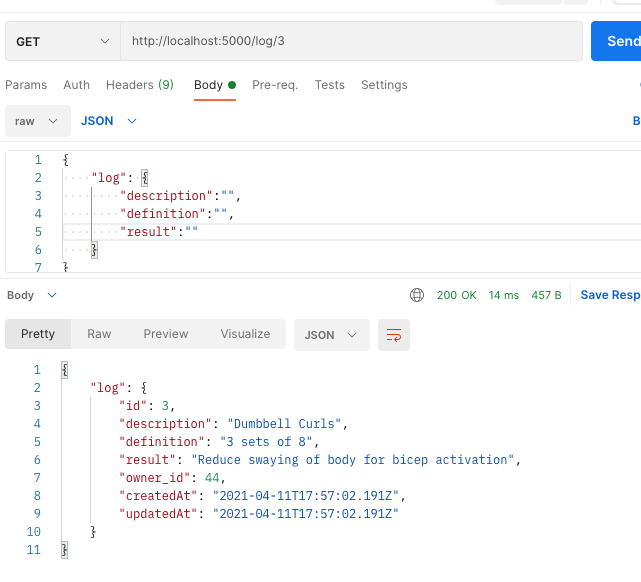 GET http://localhost:5000/log/3 Send
Params Auth Headers (9) Body Pre-req. Tests Settings
raw JSON B
1 {
2 "log": {
3 "description":"",
4 "definition":"",
5 "result":""
6 }
7 }
Body 200 OK 14 ms 457 B Save Resp
Pretty Raw Preview Visualize JSON
1 {
2 "log": {
3 "id": 3,
4 "description": "Dumbbell Curls",
5 "definition": "3 sets of 8",
6 "result": "Reduce swaying of body for bicep activation",
7 "owner_id": 44,
8 "createdAt": "2021-04-11T17:57:02.191Z",
9 "updatedAt": "2021-04-11T17:57:02.191Z"
10 }
11 }